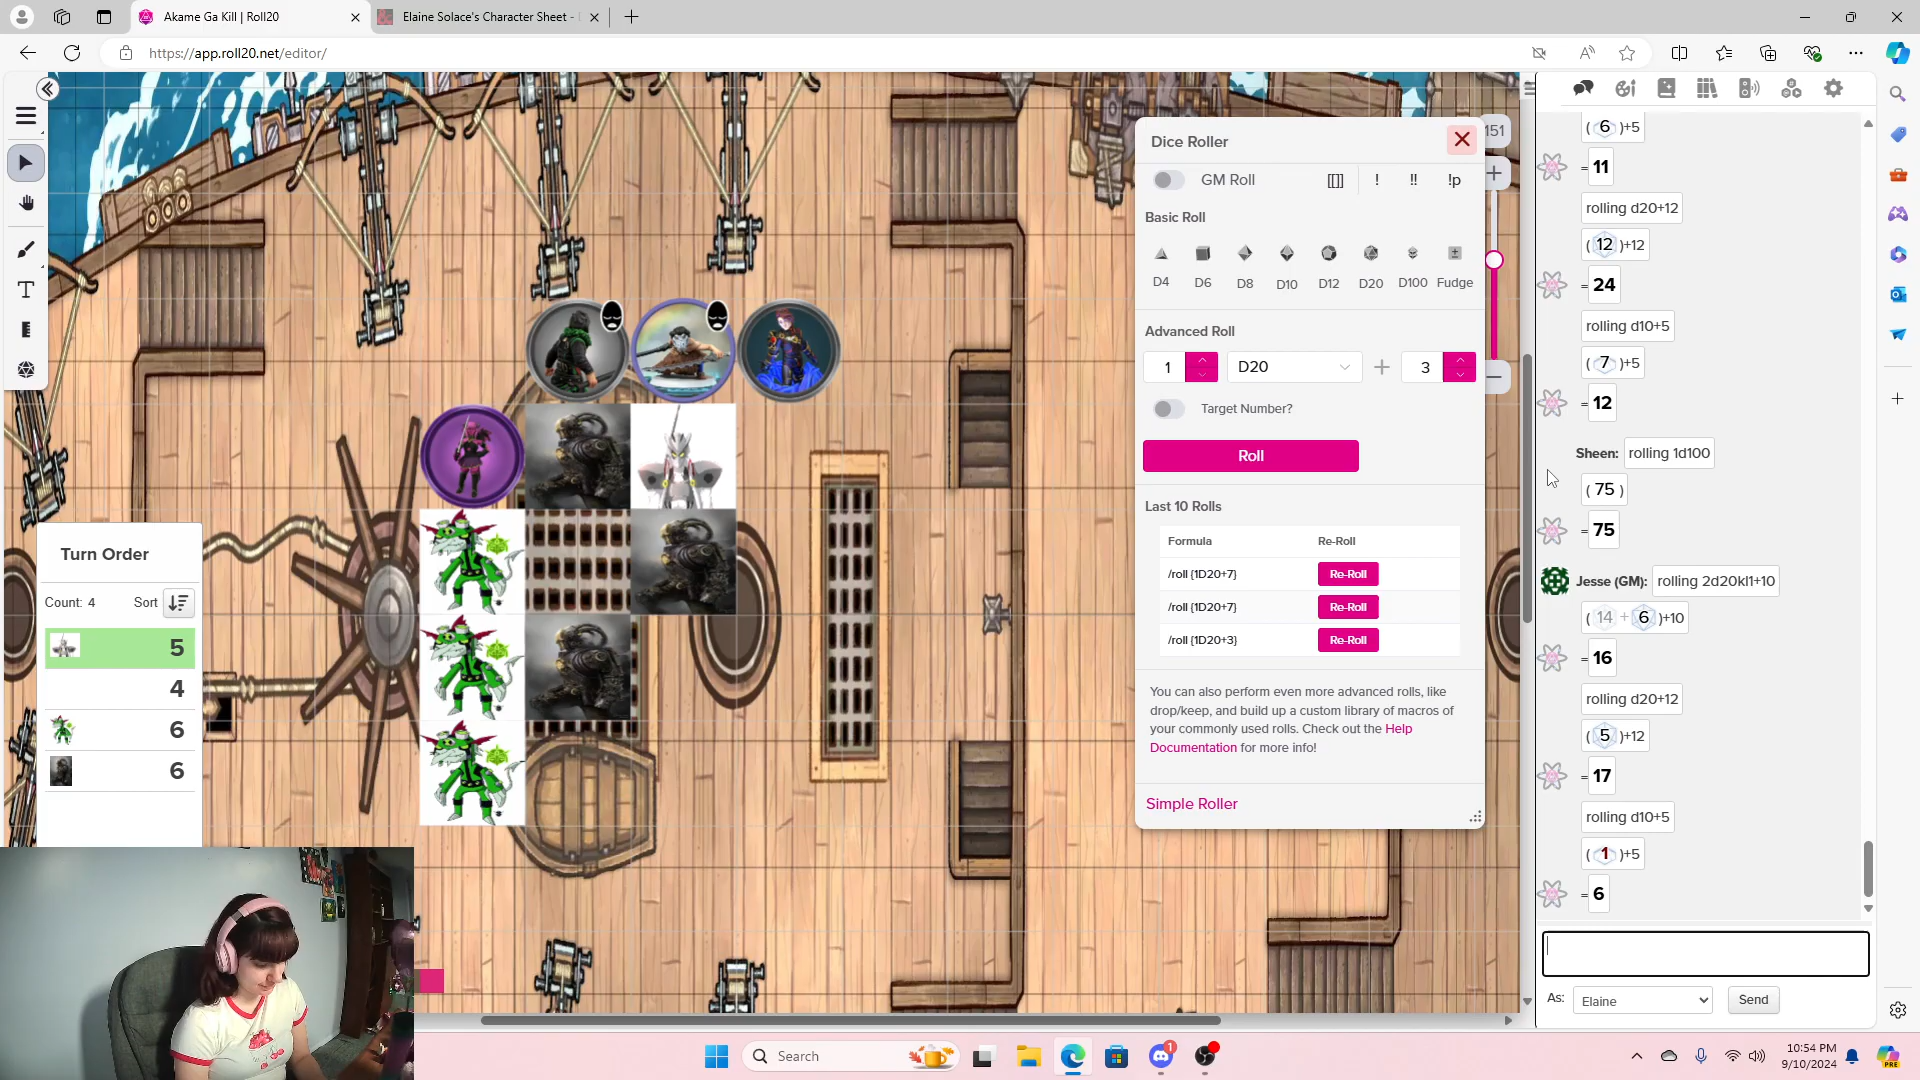 Akame Ga Kill | Roll20
Elaine Solace's Character Sheet -
https://app.roll20.net/editor/
Dice Roller
151
GM Roll
[[]]
!
!!
!p
Basic Roll
D4
D6
D8
D10
D12
D20
D100
Fudge
Advanced Roll
1
D20
3
Target Number?
Roll
Last 10 Rolls
Formula
Re-Roll
/roll {1D20+7}
Re-Roll
/roll {1D20+7}
Re-Roll
/roll {1D20+3}
Re-Roll
You can also perform even more advanced rolls, like
drop/keep, and build up a custom library of macros of
your commonly used rolls. Check out the Help
Documentation for more info!
Simple Roller
Turn Order
Count: 4
Sort
5
4
6
6
(6)+5
=11
rolling d20+12
(12)+12
=24
rolling d10+5
(7)+5
=12
Sheen: rolling 1d100
(75)
=75
Jesse (GM): rolling 2d20kl1+10
(14+6)+10
=16
rolling d20+12
(5)+12
=17
rolling d10+5
(1)+5
=6
As:
Elaine
Send
Search
1
10:54 PM
9/10/2024
PRE